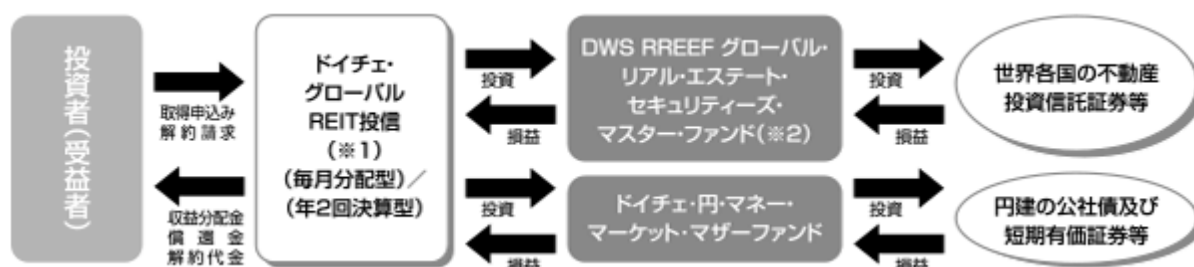 投資者(受益者)
取得申込み
解約請求
収益分配金
償還金
解約代金
ドイチェ・
グローバル
REIT投信
(※1)
(毎月分配型)/
(年2回決算型)
投資
損益
投資
損益
DWS RREEF グローバル・
リアル・エステート・
セキュリティーズ・
マスター・ファンド(※2)
ドイチェ・円・マネー・
マーケット・マザーファンド
投資
損益
投資
損益
世界各国の不動産
投資信託証券等
円建の公社債及び
短期有価証券等